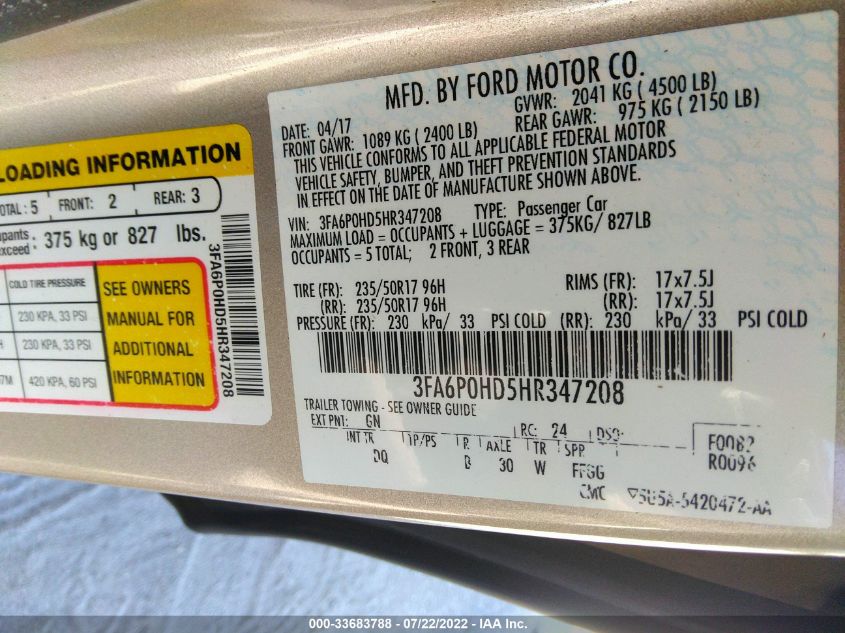 LOADING INFORMATION
TOTAL : 5 FRONT: 2 REAR: 3
375 kg or 827 lbs.
COLD TIRE PRESSURE
230 KPA, 33 PSI
230 KPA, 33 PSI
420 KPA, 60 PSI
SEE OWNERS
MANUAL FOR
ADDITIONAL
INFORMATION
3FA6P0HD5HR347208
MFD. BY FORD MOTOR CO.
DATE: 04/17 GVWR: 2041 KG ( 4500 LB)
FRONT GAWR: 1089 KG ( 2400 LB) REAR GAWR: 975 KG ( 2150 LB)
THIS VEHICLE CONFORMS TO ALL APPLICABLE FEDERAL MOTOR
VEHICLE SAFETY, BUMPER, AND THEFT PREVENTION STANDARDS
IN EFFECT ON THE DATE OF MANUFACTURE SHOWN ABOVE.
VIN: 3FA6P0HD5HR347208 TYPE: Passenger Car
MAXIMUM LOAD = OCCUPANTS + LUGGAGE = 375KG/ 827LB
OCCUPANTS = 5 TOTAL; 2 FRONT, 3 REAR
TIRE (FR): 235/50R17 96H RIMS (FR): 17x7.5J
(RR): 235/50R17 96H (RR): 17x7.5J
PRESSURE (FR): 230 kPa/ 33 PSI COLD (RR): 230 kPa/ 33 PSI COLD
3FA6P0HD5HR347208
TRAILER TOWING - SEE OWNER GUIDE
EXT PNT: GN RC: 24 DSO:
INT TR TP/PS R AXLE TR SPR
DQ B 30 W FFGG
F0082
R0096
5U5A-5420472-AA
000-33683788 - 07/22/2022 - IAA Inc.